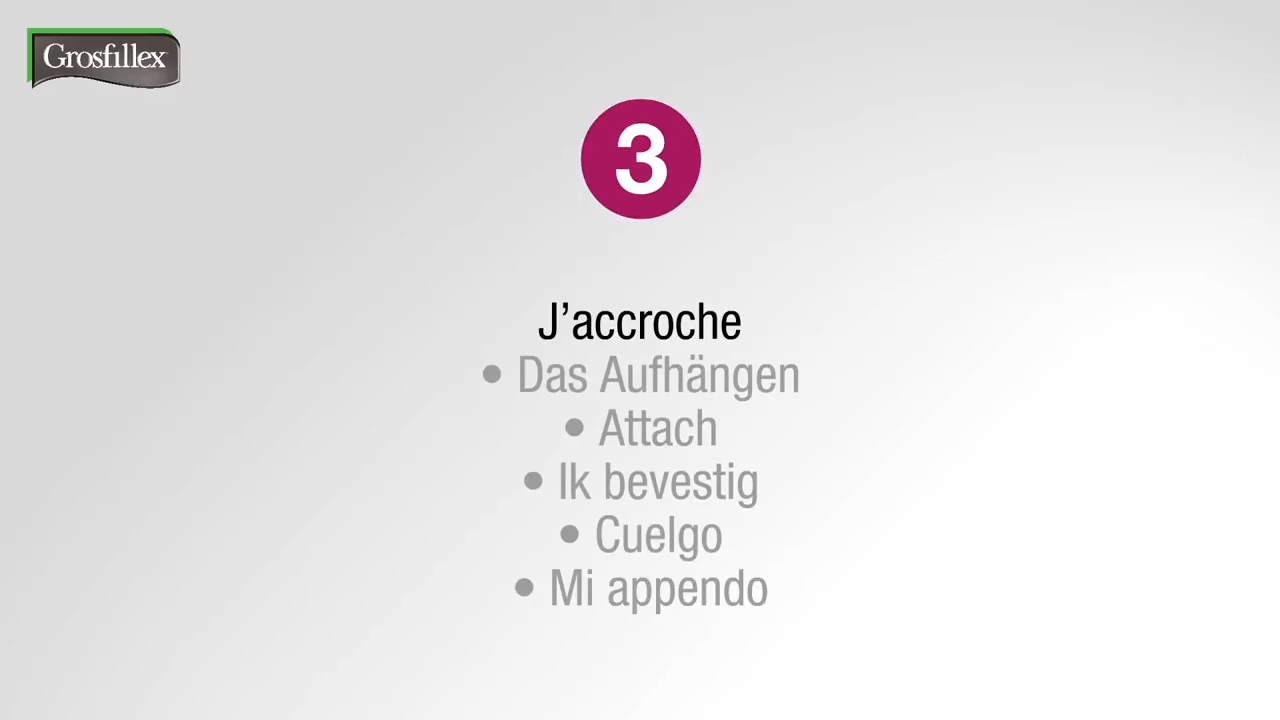 Grosfillex
3
J’accroche
• Das Aufhängen
• Attach
• Ik bevestig
• Cuelgo
• Mi appendo